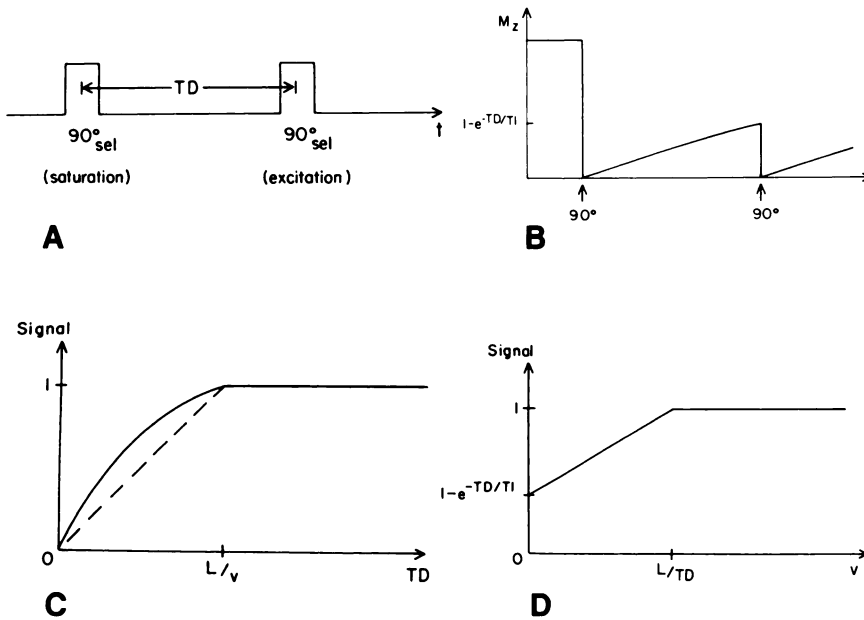 TD
90°sel
90°sel
t
(saturation)
(excitation)
A
Mz
1-e-TD/T1
90°
90°
B
Signal
1
0
L/v
TD
C
Signal
1
1-e-TD/T1
0
L/TD
v
D